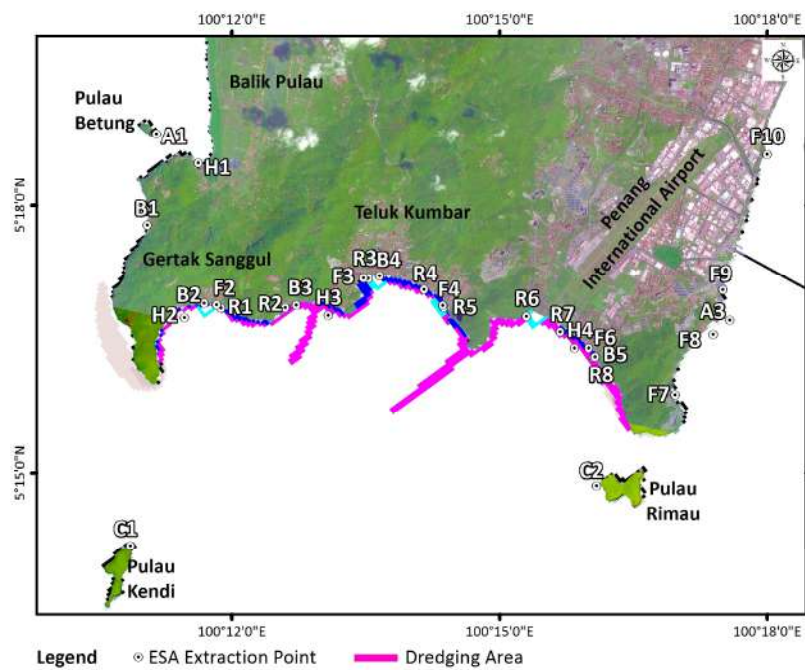 100°12'0"E 100°15'0"E 100°18'0"E
Balik Pulau
Pulau
Betung
A1
H1
F10
5°18'0"N
Penang
International Airport
B1
Teluk Kumbar
Gertak Sanggul
R3 B4
F3
R4
F9
B2 F2
B3
F4
H2
R1
R2
H3
R5
R6
R7
A3
H4
F6
F8
B5
R8
F7
5°15'0"N
C2
Pulau
Rimau
C1
Pulau
Kendi
100°12'0"E 100°15'0"E 100°18'0"E
Legend ESA Extraction Point Dredging Area